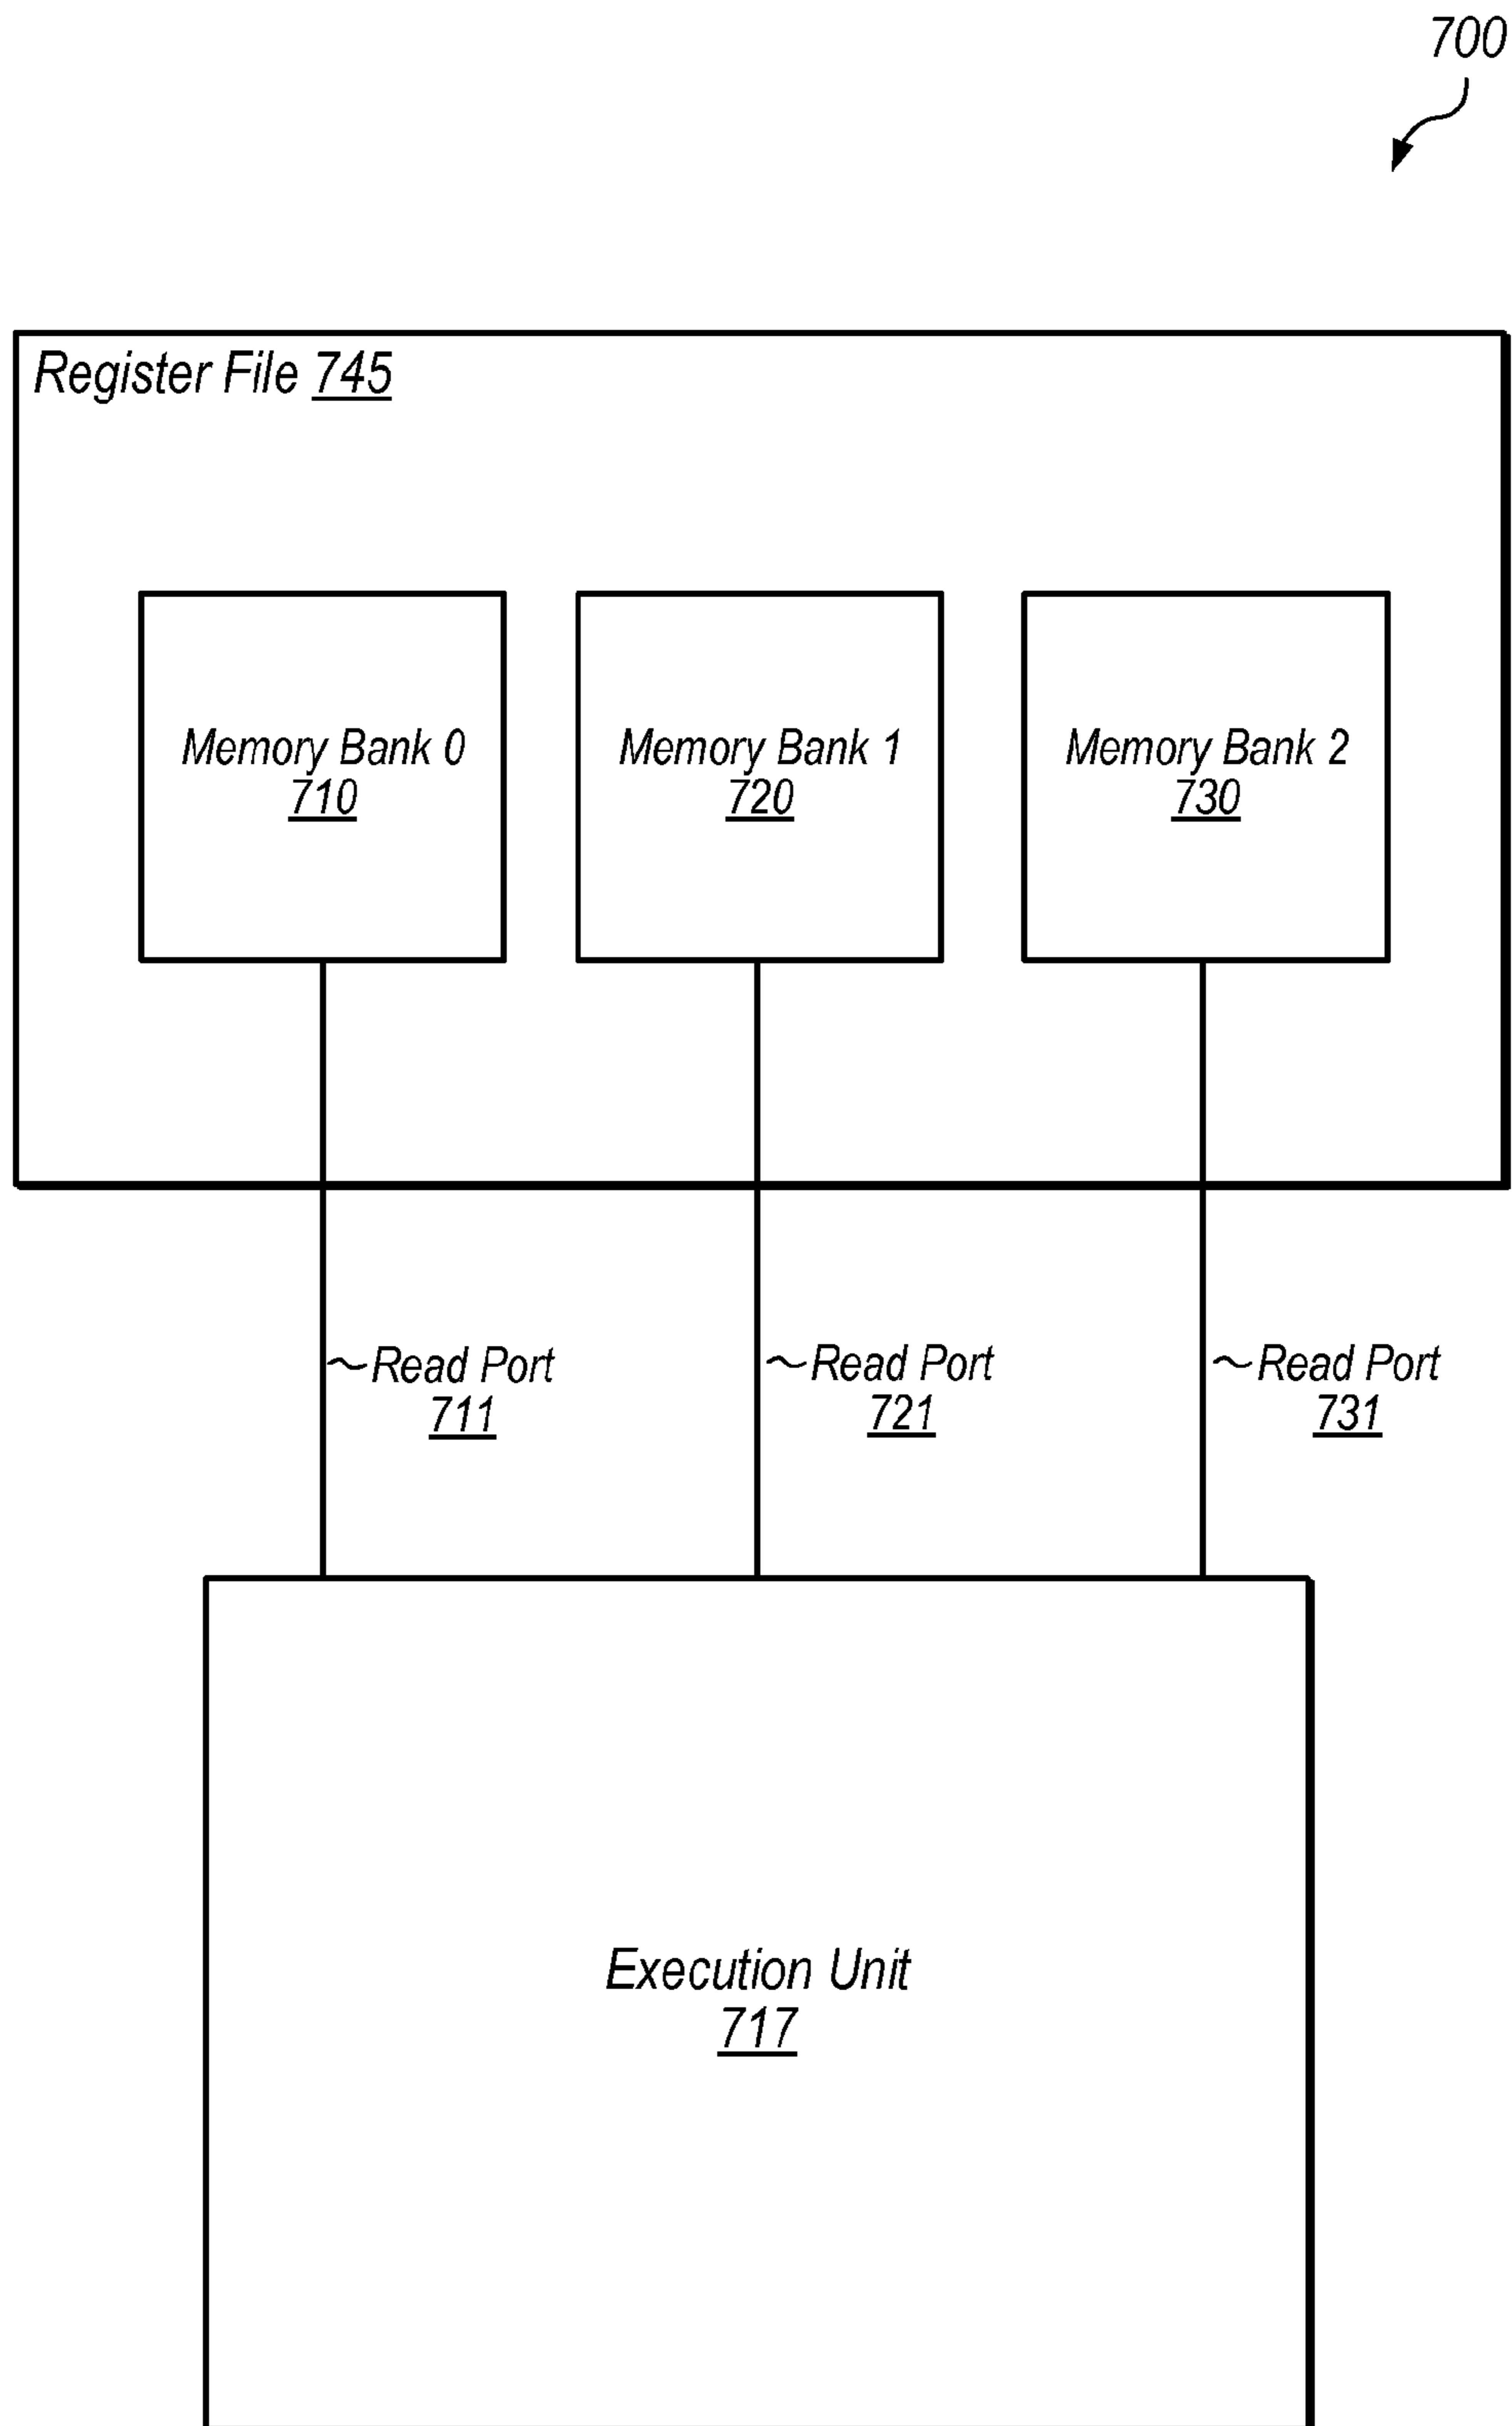 700
Register File 745
Memory Bank 0
710
Memory Bank 1
720
Memory Bank 2
730
Read Port
711
Read Port
721
Read Port
731
Execution Unit
717